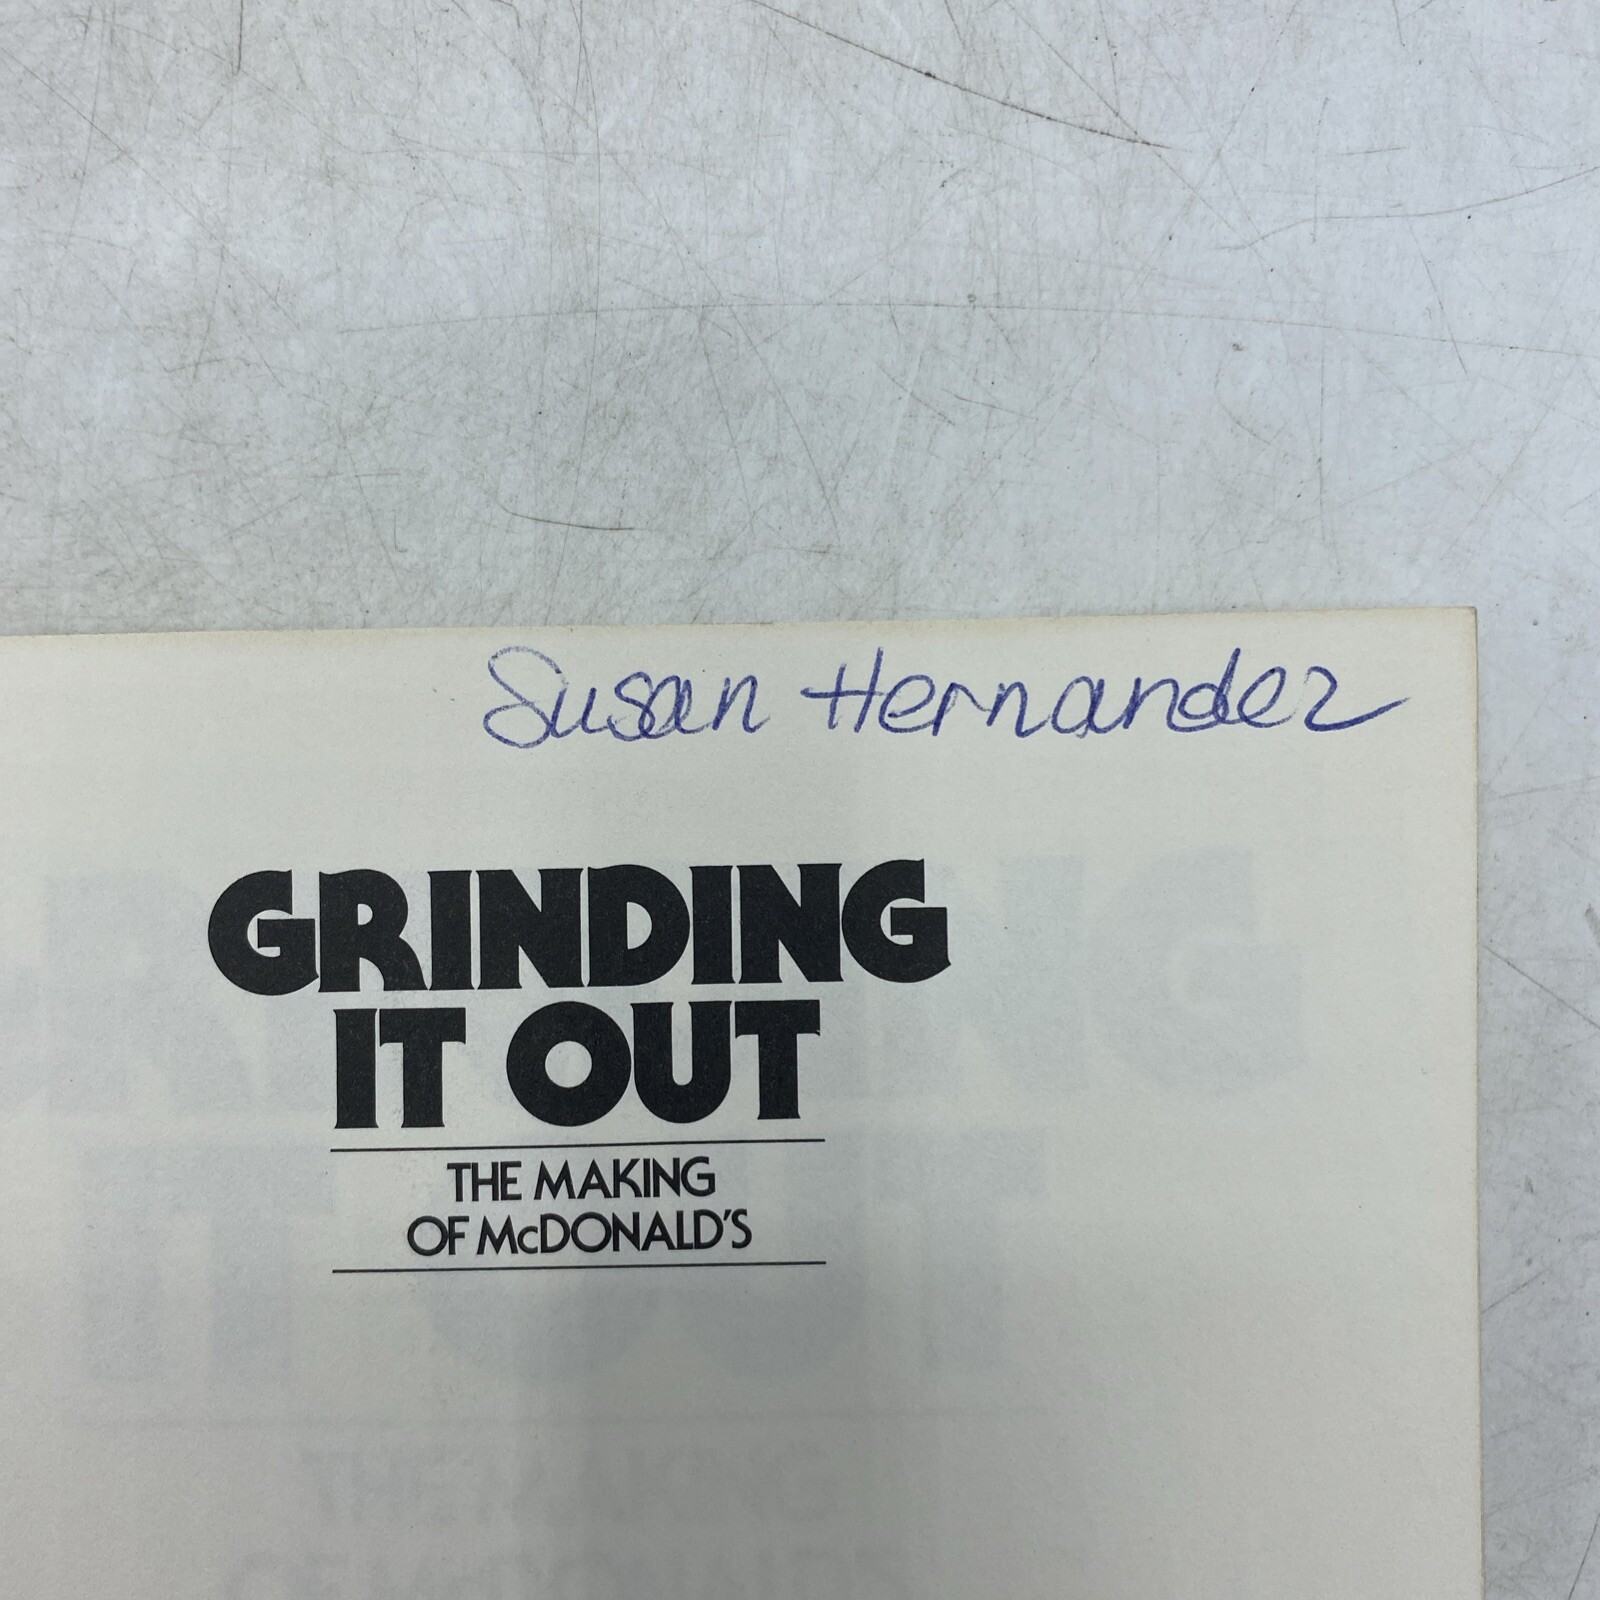 Susan Hernandez
GRINDING
IT OUT
THE MAKING
OF McDONALD'S